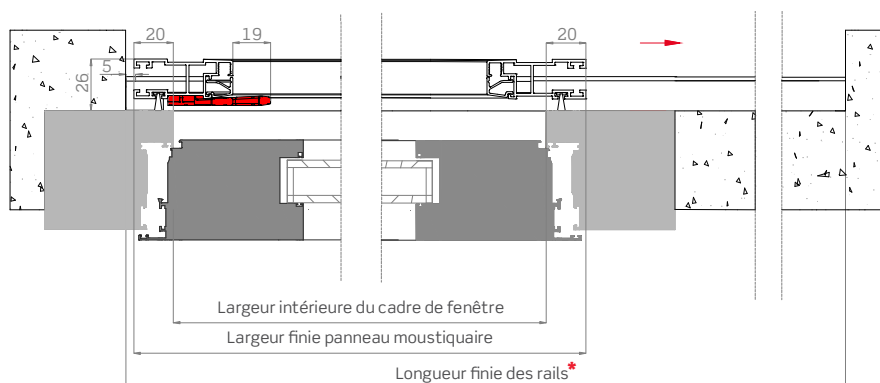 20
19
20
5
26
Largeur intérieure du cadre de fenêtre
Largeur finie panneau moustiquaire
Longueur finie des rails*